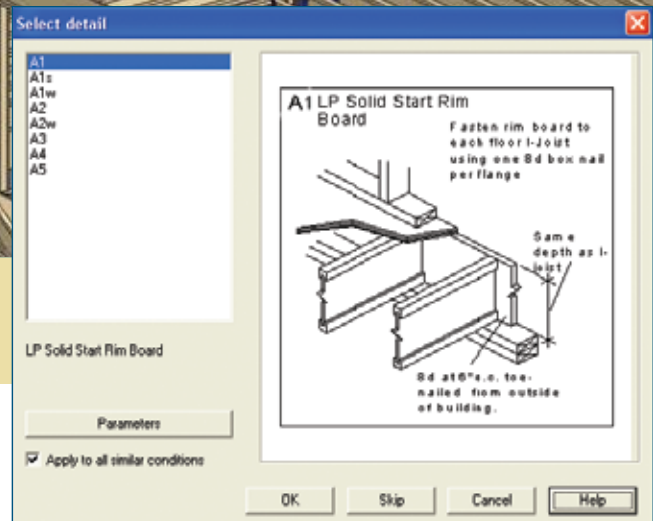 Select detail
A1
A1s
A1w
A2
A2w
A3
A4
A5
LP Solid Start Rim Board
Parameters
Apply to all similar conditions
A1 LP Solid Start Rim
Board
Fasten rim board to
each floor I-Joist
using one 8d box nail
per flange
Same
depth as I-
joist
8d at 6" o.c. toe-
nailed from outside
of building.
OK
Skip
Cancel
Help